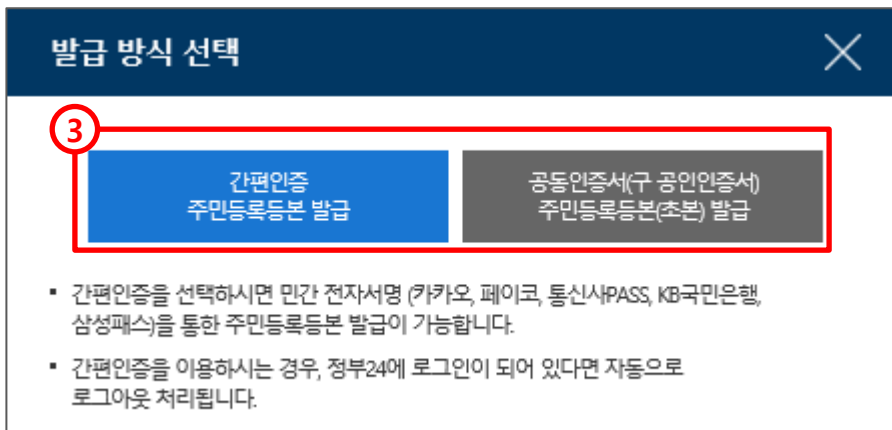 발급 방식 선택
3
간편인증
주민등록등본 발급
공동인증서(구 공인인증서)
주민등록등본(초본) 발급
▪ 간편인증을 선택하시면 민간 전자서명 (카카오, 페이코, 통신사PASS, KB국민은행,
삼성패스)을 통한 주민등록등본 발급이 가능합니다.
▪ 간편인증을 이용하시는 경우, 정부24에 로그인이 되어 있다면 자동으로
로그아웃 처리됩니다.